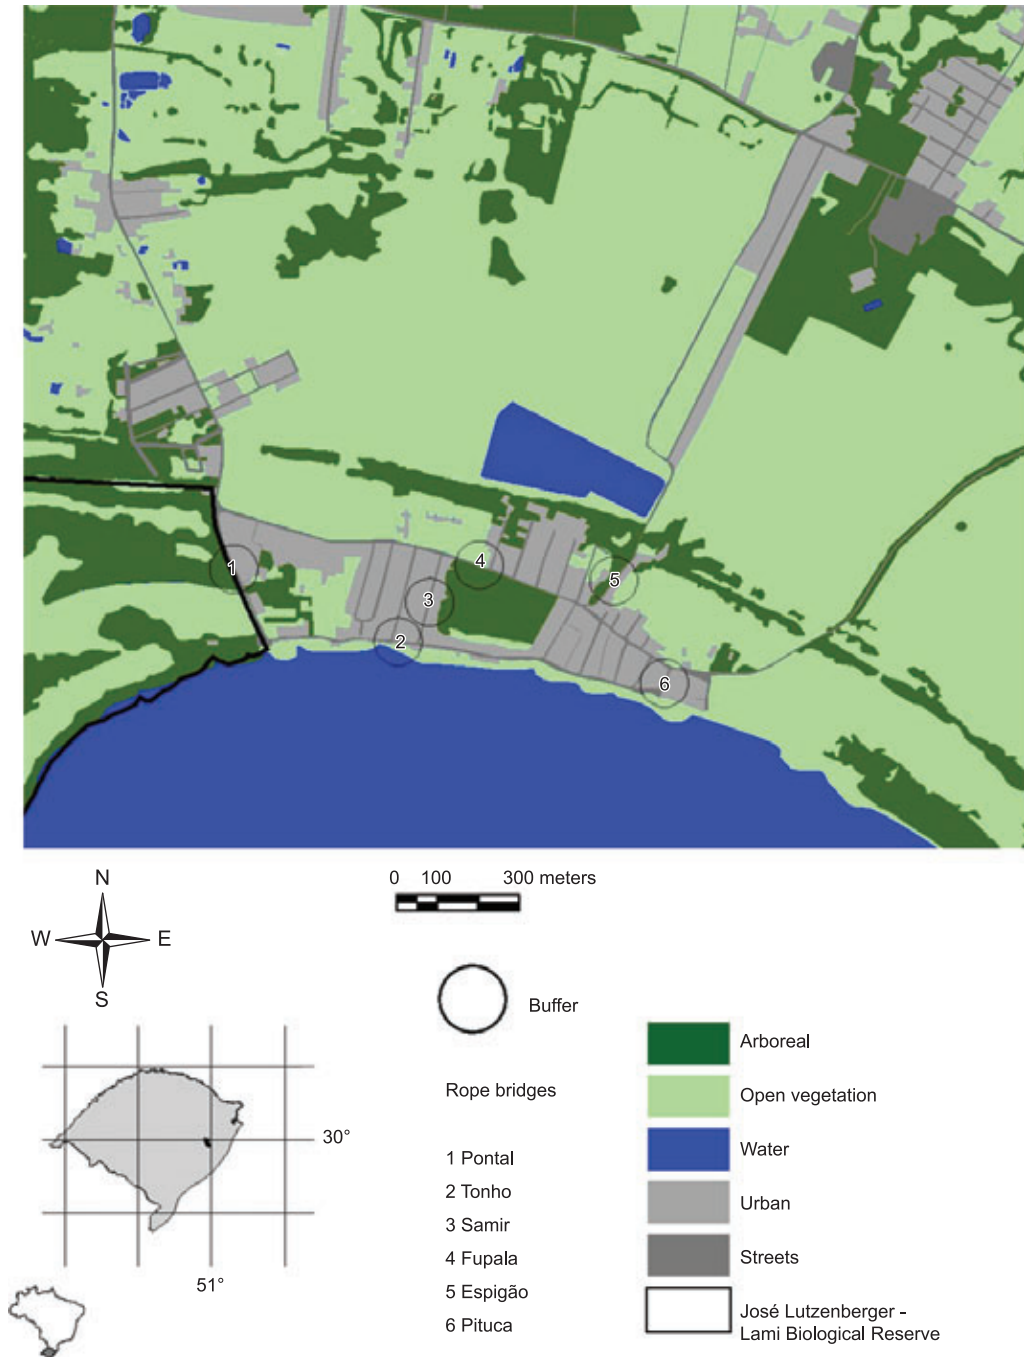 1
2
3
4
5
6
N
W E
S
0 100 300 meters
Buffer
Rope bridges
1 Pontal
2 Tonho
3 Samir
4 Fupala
5 Espigão
6 Pituca
Arboreal
Open vegetation
Water
Urban
Streets
José Lutzenberger -
Lami Biological Reserve
30°
51°